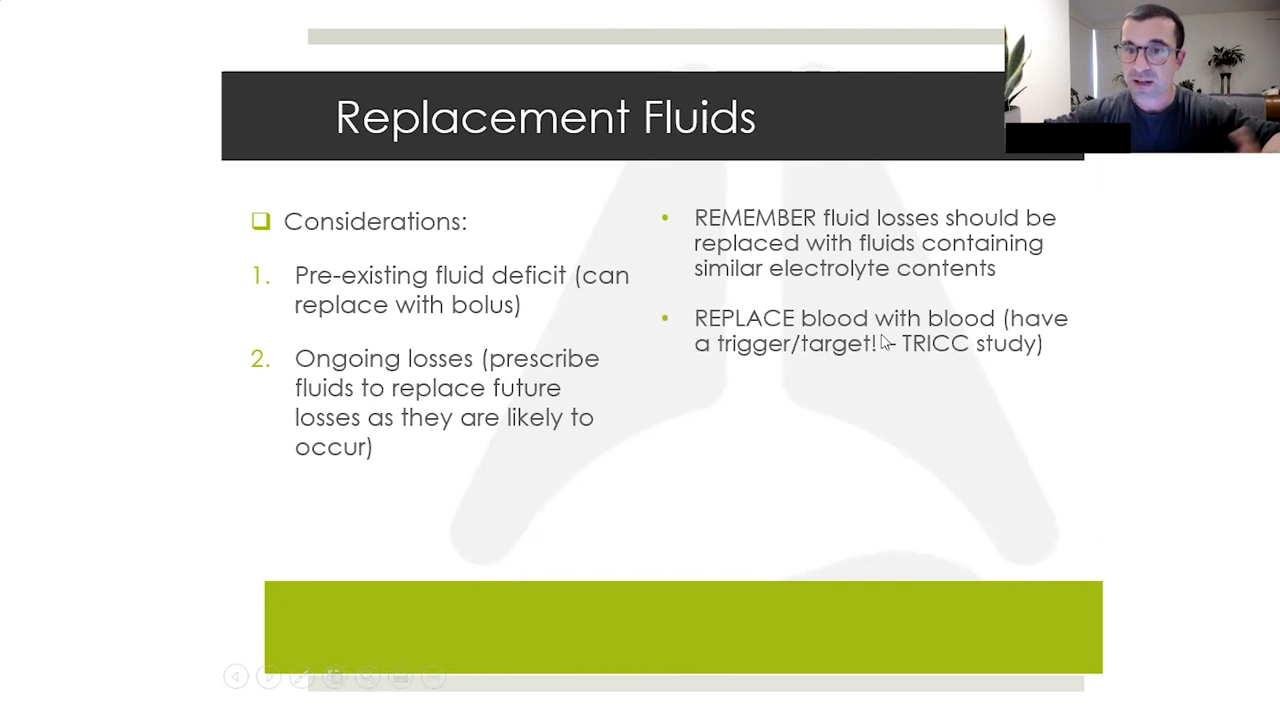 Replacement Fluids
Considerations:
1. Pre-existing fluid deficit (can
replace with bolus)
2. Ongoing losses (prescribe
fluids to replace future
losses as they are likely to
occur)
• REMEMBER fluid losses should be
replaced with fluids containing
similar electrolyte contents
• REPLACE blood with blood (have
a trigger/target! - TRICC study)